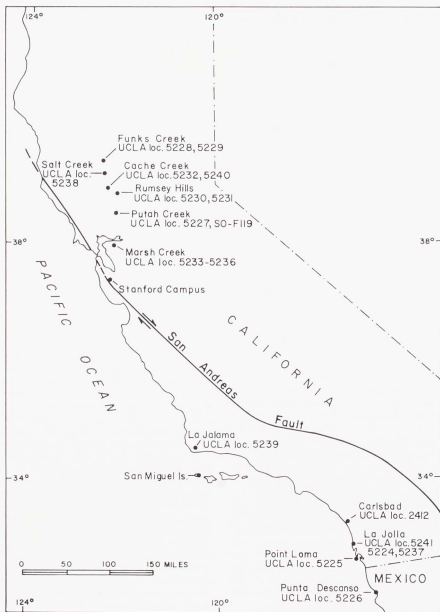 124°
120°
Funks Creek
UCLA loc. 5228, 5229
Salt Creek
UCLA loc.
5238
Cache Creek
UCLA loc. 5232, 5240
Rumsey Hills
UCLA loc. 5230, 5231
Putah Creek
UCLA loc. 5227, SO-F119
38°
38°
Marsh Creek
UCLA loc. 5233-5236
Stanford Campus
PACIFIC OCEAN
CALIFORNIA
San Andreas Fault
La Jalama
UCLA loc. 5239
34°
34°
San Miguel Is.
Carlsbad
UCLA loc. 2412
La Jolla
UCLA loc. 5241
5224, 5237
Point Loma
UCLA loc. 5225
0 50 100 150 MILES
MEXICO
Punta Descanso
UCLA loc. 5226
124°
120°